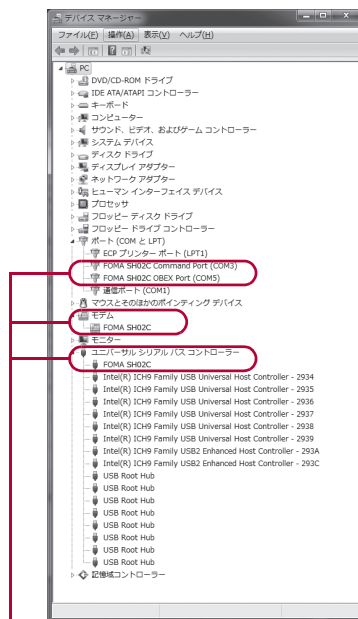 デバイス マネージャー
ファイル(F) 操作(A) 表示(V) ヘルプ(H)
PC
DVD/CD-ROM ドライブ
IDE ATA/ATAPI コントローラー
キーボード
コンピューター
サウンド、ビデオ、およびゲーム コントローラー
システム デバイス
ディスク ドライブ
ディスプレイ アダプター
ネットワーク アダプター
ヒューマン インターフェイス デバイス
プロセッサ
フロッピー ディスク ドライブ
フロッピー ドライブ コントローラー
ポート (COM と LPT)
ECP プリンター ポート (LPT1)
FOMA SH02C Command Port (COM3)
FOMA SH02C OBEX Port (COM5)
通信ポート (COM1)
マウスとそのほかのポインティング デバイス
モデム
FOMA SH02C
モニター
ユニバーサル シリアル バス コントローラー
FOMA SH02C
Intel(R) ICH9 Family USB Universal Host Controller - 2934
Intel(R) ICH9 Family USB Universal Host Controller - 2935
Intel(R) ICH9 Family USB Universal Host Controller - 2936
Intel(R) ICH9 Family USB Universal Host Controller - 2937
Intel(R) ICH9 Family USB Universal Host Controller - 2938
Intel(R) ICH9 Family USB Universal Host Controller - 2939
Intel(R) ICH9 Family USB2 Enhanced Host Controller - 293A
Intel(R) ICH9 Family USB2 Enhanced Host Controller - 293C
USB Root Hub
USB Root Hub
USB Root Hub
USB Root Hub
USB Root Hub
USB Root Hub
USB Root Hub
USB Root Hub
記憶域コントローラー